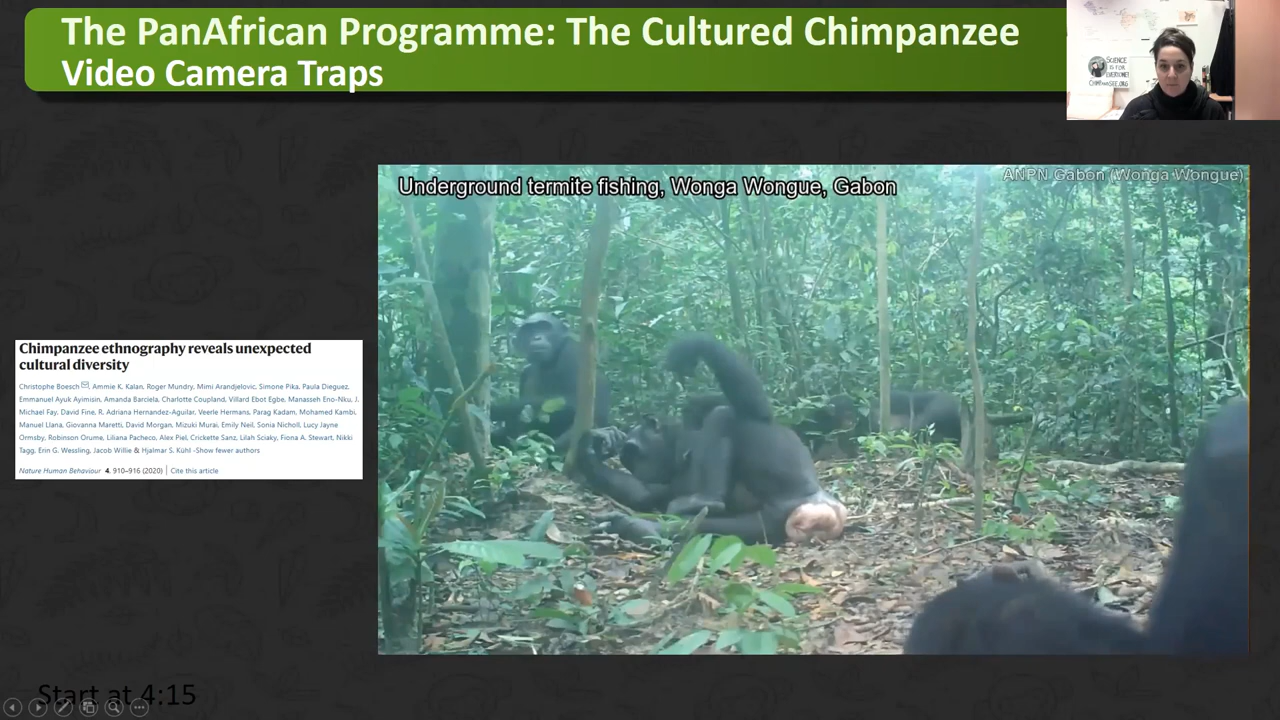 The PanAfrican Programme: The Cultured Chimpanzee
Video Camera Traps
SCIENCE
IS FOR
EVERYONE!
CHIMPANDSEE.ORG
Underground termite fishing, Wonga Wongue, Gabon
ANPN Gabon (Wonga Wongue)
Chimpanzee ethnography reveals unexpected
cultural diversity
Christophe Boesch, Ammie K. Kalan, Roger Mundry, Mimi Arandjelovic, Simone Pika, Paula Dieguez,
Emmanuel Ayuk Ayimisin, Amanda Barciela, Charlotte Coupland, Villard Ebot Egbe, Manasseh Eno-Nku, J.
Michael Fay, David Fine, R. Adriana Hernandez-Aguilar, Veerle Hermans, Parag Kadam, Mohamed Kambi,
Manuel Llana, Giovanna Maretti, David Morgan, Mizuki Murai, Emily Neil, Sonia Nicholl, Lucy Jayne
Ormsby, Robinson Orume, Liliana Pacheco, Alex Piel, Crickette Sanz, Lilah Sciaky, Fiona A. Stewart, Nikki
Tagg, Erin G. Wessling, Jacob Willie & Hjalmar S. Kühl -Show fewer authors
Nature Human Behaviour 4, 910–916 (2020) | Cite this article
Start at 4:15